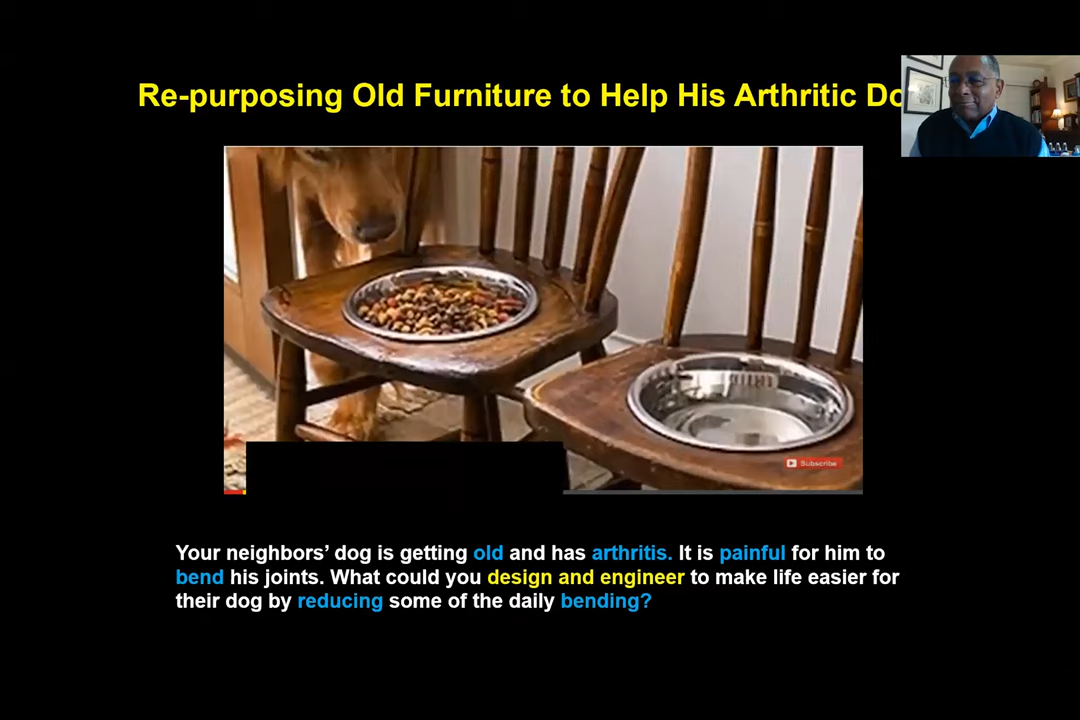 Re-purposing Old Furniture to Help His Arthritic
Subscribe
Your neighbors’ dog is getting old and has arthritis. It is painful for him to
bend his joints. What could you design and engineer to make life easier for
their dog by reducing some of the daily bending?